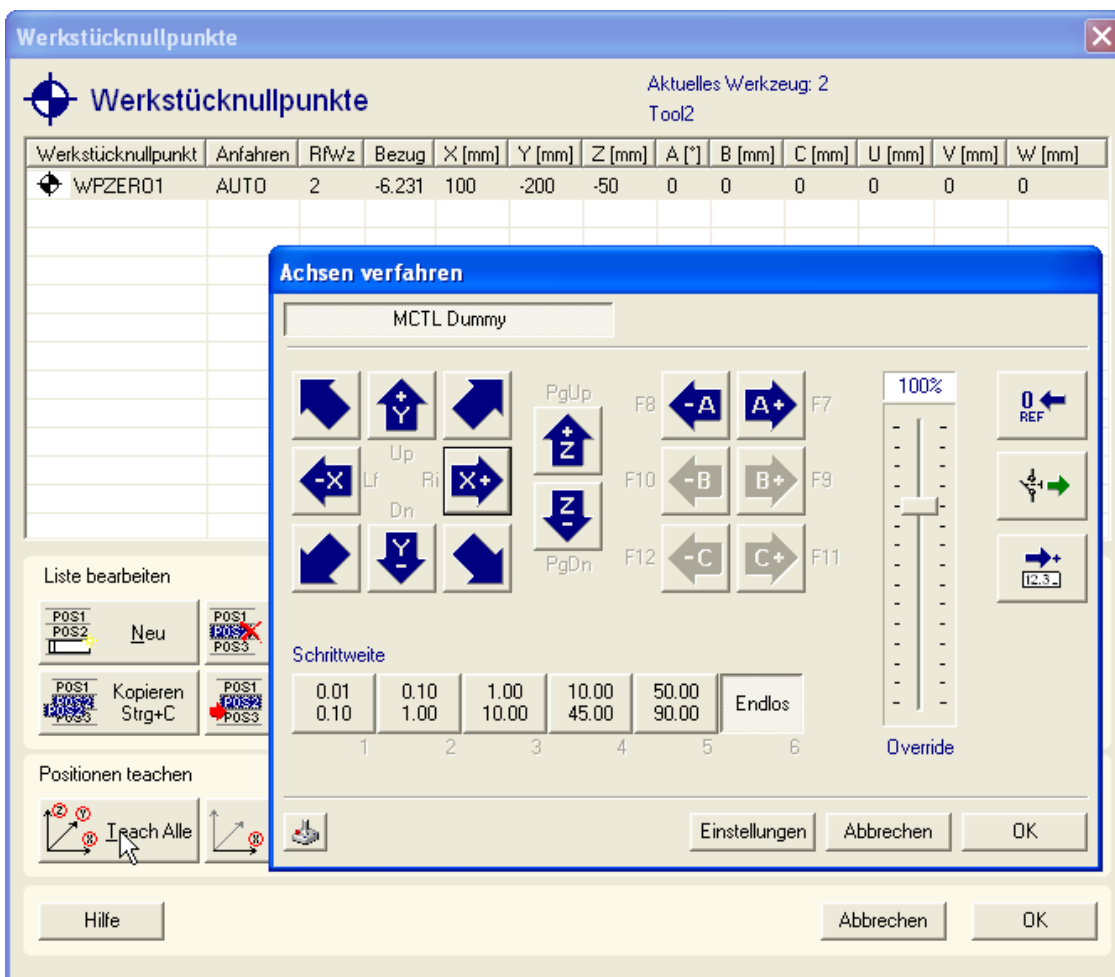 Werkstücknullpunkte
Werkstücknullpunkte
Aktuelles Werkzeug: 2
Tool2
Werkstücknullpunkt Anfahren RfWz Bezug X [mm] Y [mm] Z [mm] A [°] B [mm] C [mm] U [mm] V [mm] W [mm]
WPZERO1 AUTO 2 -6.231 100 -200 -50 0 0 0 0 0 0
Achsen verfahren
MCTL Dummy
+Y
PgUp
F8 -A A+ F7
100%
0 REF
+Z
Up
-X Lf Ri X+
F10 -B B+ F9
Dn
Y-
Z-
PgDn
F12 -C C+ F11
12.3_
Liste bearbeiten
POS1 POS2 Neu
POS1 POS2 POS3
POS1 POS2 POS3 Kopieren Strg+C
POS1 POS2 POS3
Schrittweite
0.01 0.10 1.00 10.00 50.00 Endlos
0.10 1.00 10.00 45.00 90.00
1 2 3 4 5 6
Override
Positionen teachen
Z Y X Teach Alle
X
Einstellungen Abbrechen OK
Hilfe Abbrechen OK